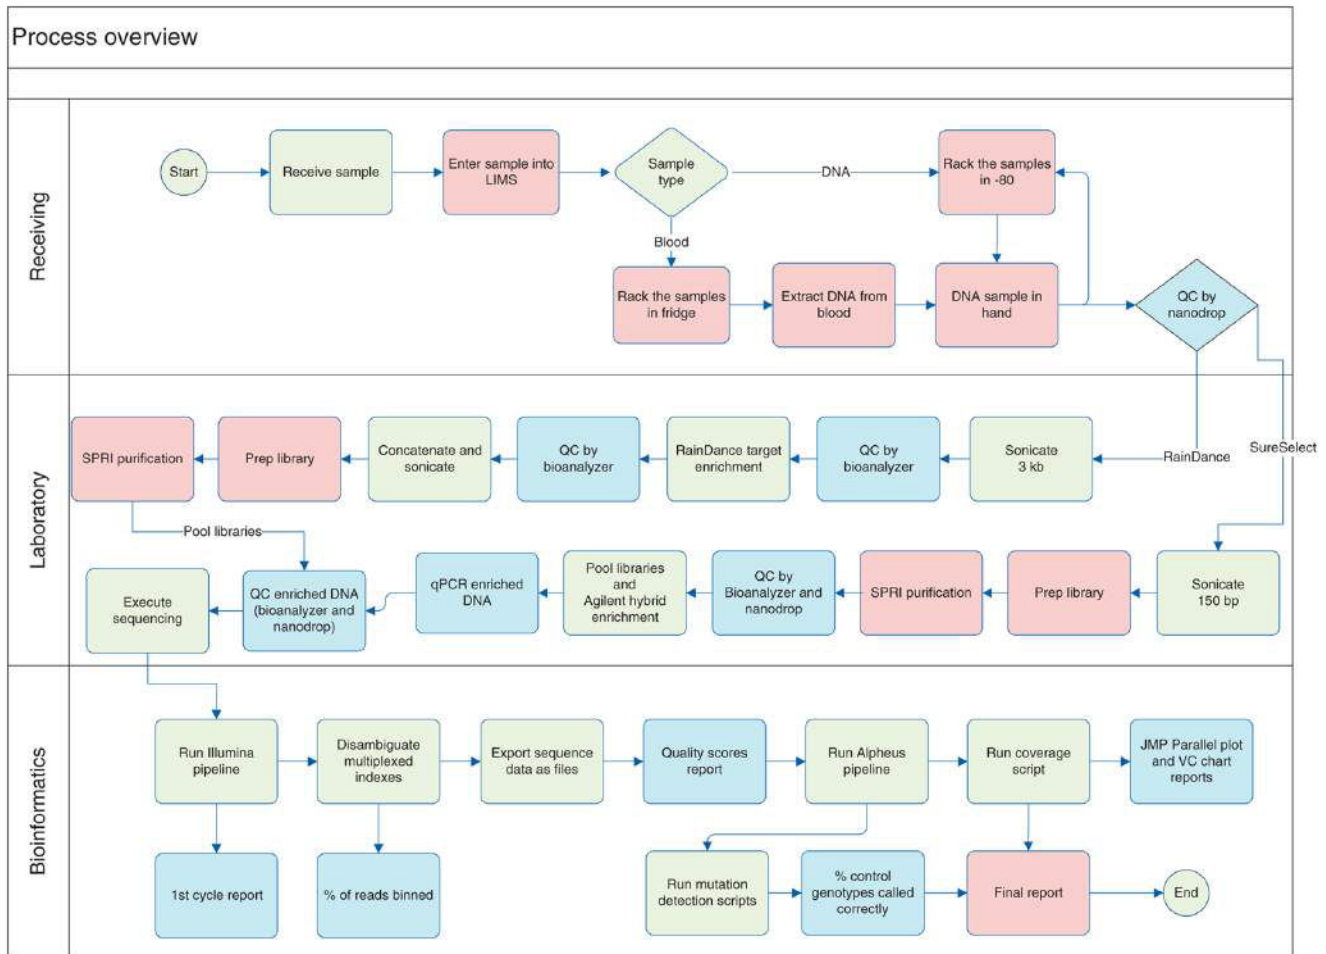 Process overview
Receiving
Start
Receive sample
Enter sample into
LIMS
Sample
type
DNA
Rack the samples
in -80
Blood
Rack the samples
in fridge
Extract DNA from
blood
DNA sample in
hand
QC by
nanodrop
Laboratory
SPRI purification
Prep library
Concatenate and
sonicate
QC by
bioanalyzer
RainDance target
enrichment
QC by
bioanalyzer
Sonicate
3 kb
RainDance
SureSelect
Pool libraries
Execute
sequencing
QC enriched DNA
(bioanalyzer and
nanodrop)
qPCR enriched
DNA
Pool libraries
and
Agilent hybrid
enrichment
QC by
Bioanalyzer and
nanodrop
SPRI purification
Prep library
Sonicate
150 bp
Bioinformatics
Run Illumina
pipeline
Disambiguate
multiplexed
indexes
Export sequence
data as files
Quality scores
report
Run Alpheus
pipeline
Run coverage
script
JMP Parallel plot
and VC chart
reports
1st cycle report
% of reads binned
Run mutation
detection scripts
% control
genotypes called
correctly
Final report
End